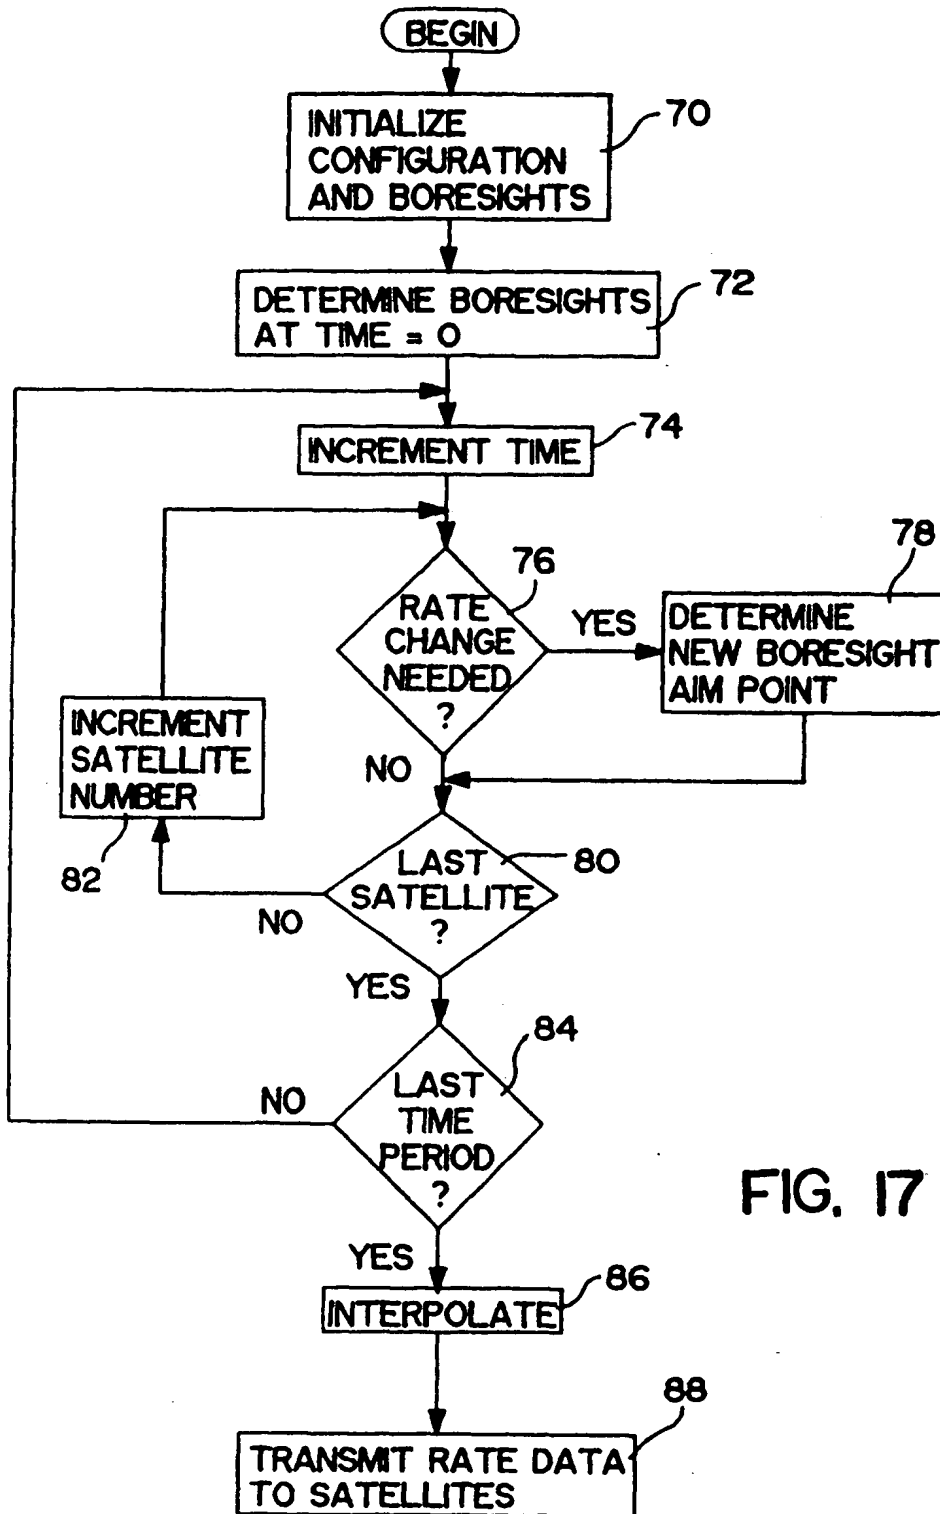 BEGIN
INITIALIZE
CONFIGURATION
AND BORESIGHTS
70
DETERMINE BORESIGHTS
AT TIME = 0
72
INCREMENT TIME
74
RATE
CHANGE
NEEDED
?
76
YES
DETERMINE
NEW BORESIGHT
AIM POINT
78
NO
INCREMENT
SATELLITE
NUMBER
82
LAST
SATELLITE
?
80
NO
YES
LAST
TIME
PERIOD
?
84
NO
YES
FIG. 17
INTERPOLATE
86
TRANSMIT RATE DATA
TO SATELLITES
88